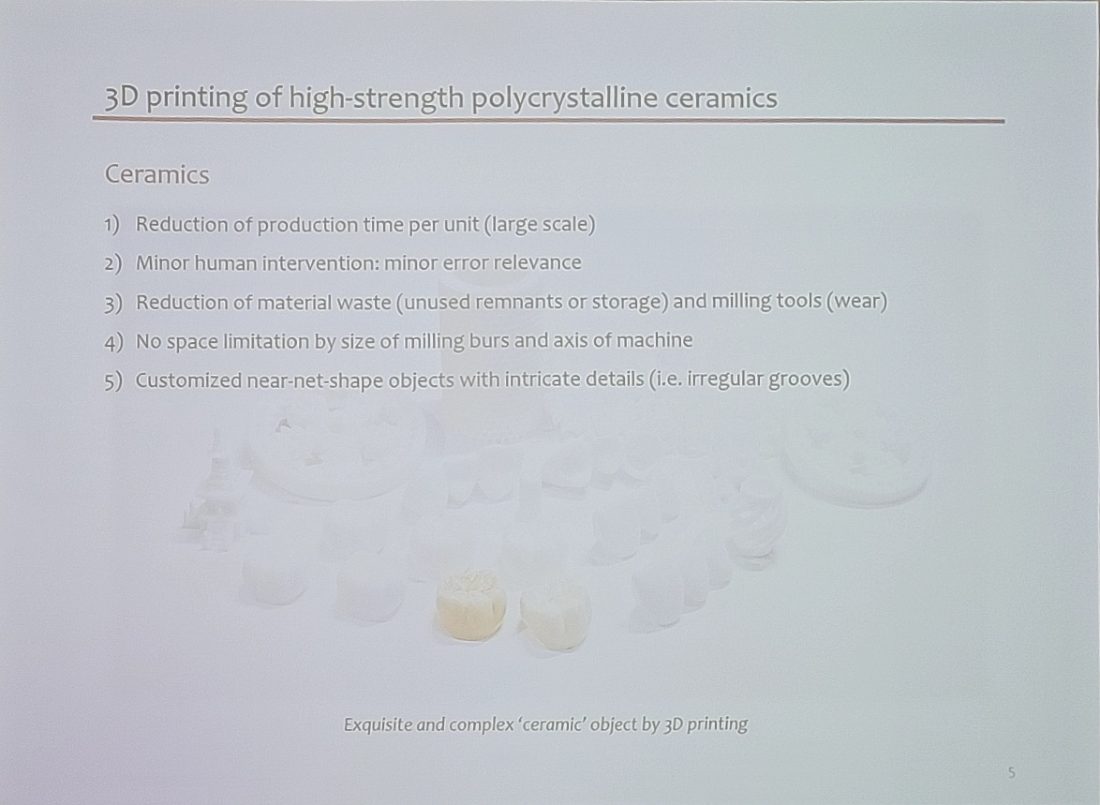 3D printing of high-strength polycrystalline ceramics
Ceramics
1) Reduction of production time per unit (large scale)
2) Minor human intervention: minor error relevance
3) Reduction of material waste (unused remnants or storage) and milling tools (wear)
4) No space limitation by size of milling burs and axis of machine
5) Customized near-net-shape objects with intricate details (i.e. irregular grooves)
Exquisite and complex ‘ceramic’ object by 3D printing
5